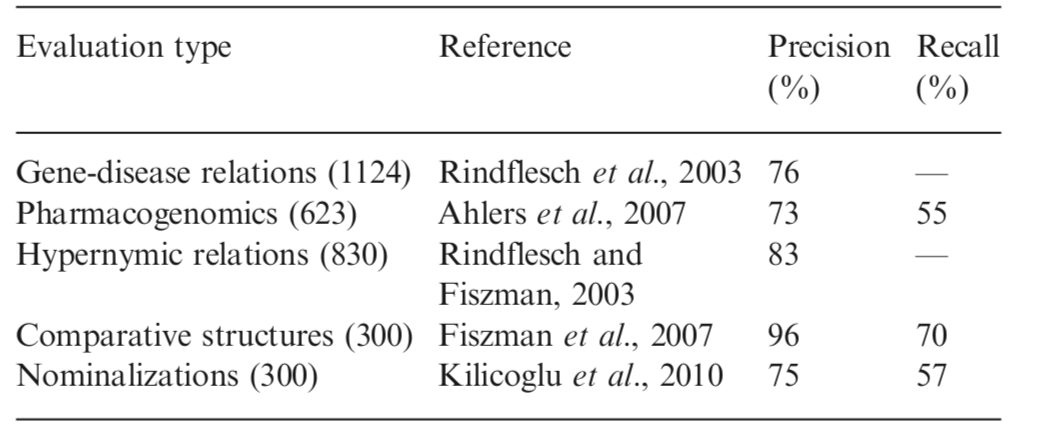 Evaluation type Reference Precision Recall
(%) (%)
Gene-disease relations (1124) Rindflesch et al., 2003 76 —
Pharmacogenomics (623) Ahlers et al., 2007 73 55
Hypernymic relations (830) Rindflesch and 83 —
Fiszman, 2003
Comparative structures (300) Fiszman et al., 2007 96 70
Nominalizations (300) Kilicoglu et al., 2010 75 57